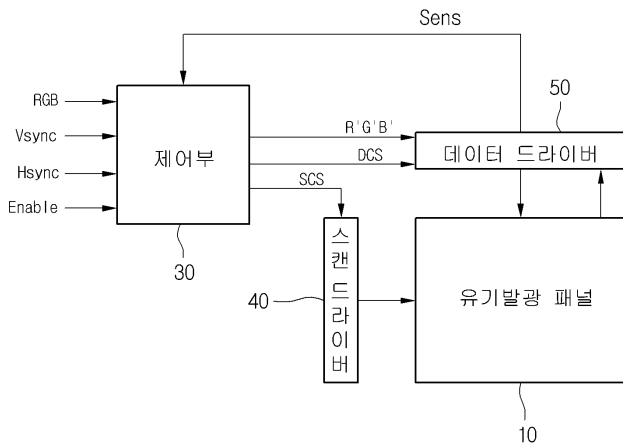 Sens
50
RGB
Vsync
Hsync
Enable
제어부
R'G'B'
DCS
SCS
데이터 드라이버
30
40
스캔 드라이버
유기발광 패널
10